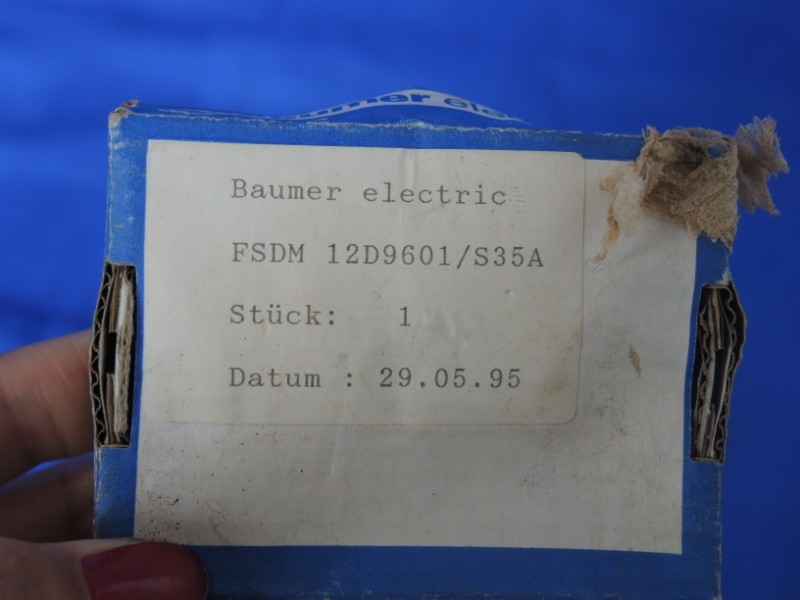 Baumer electric
FSDM 12D9601/S35A
Stück: 1
Datum : 29.05.95